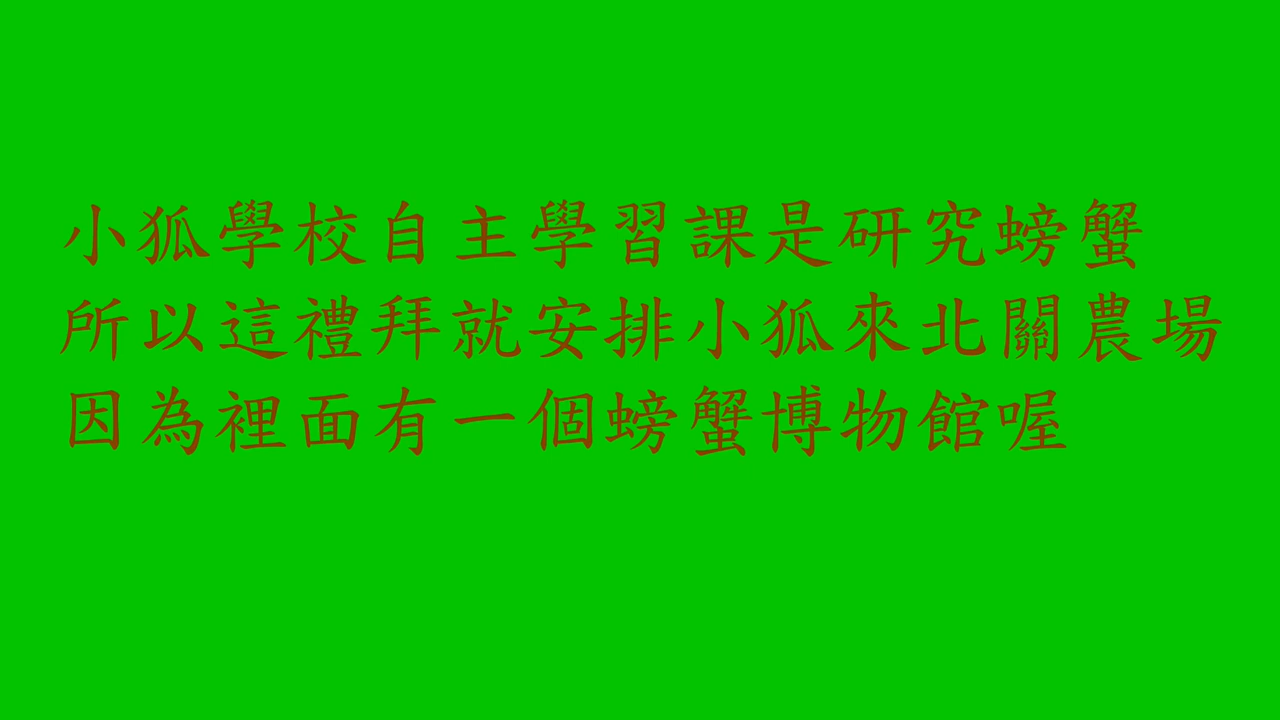 小狐學校自主學習課是研究螃蟹
所以這禮拜就安排小狐來北關農場
因為裡面有一個螃蟹博物館喔